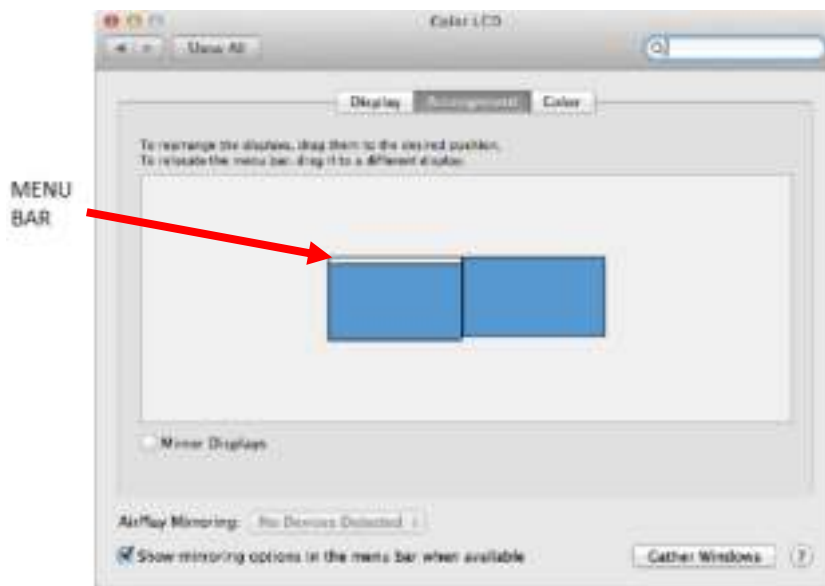 Color LCD
Show All
Display Arrangement Color
To rearrange the displays, drag them to the desired position.
To relocate the menu bar, drag it to a different display.
MENU
BAR
Mirror Displays
AirPlay Mirroring: No Devices Detected
Show mirroring options in the menu bar when available
Gather Windows ?